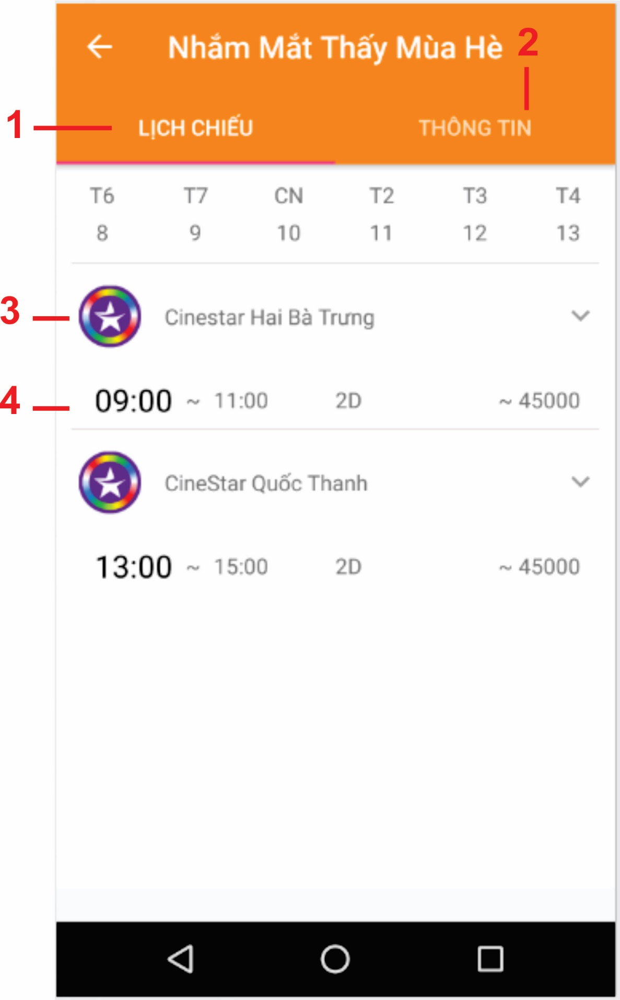 Nhắm Mắt Thấy Mùa Hè 2
1 LỊCH CHIẾU THÔNG TIN
T6 T7 CN T2 T3 T4
8 9 10 11 12 13
3 Cinestar Hai Bà Trưng
4 09:00 ~ 11:00 2D ~ 45000
CineStar Quốc Thanh
13:00 ~ 15:00 2D ~ 45000